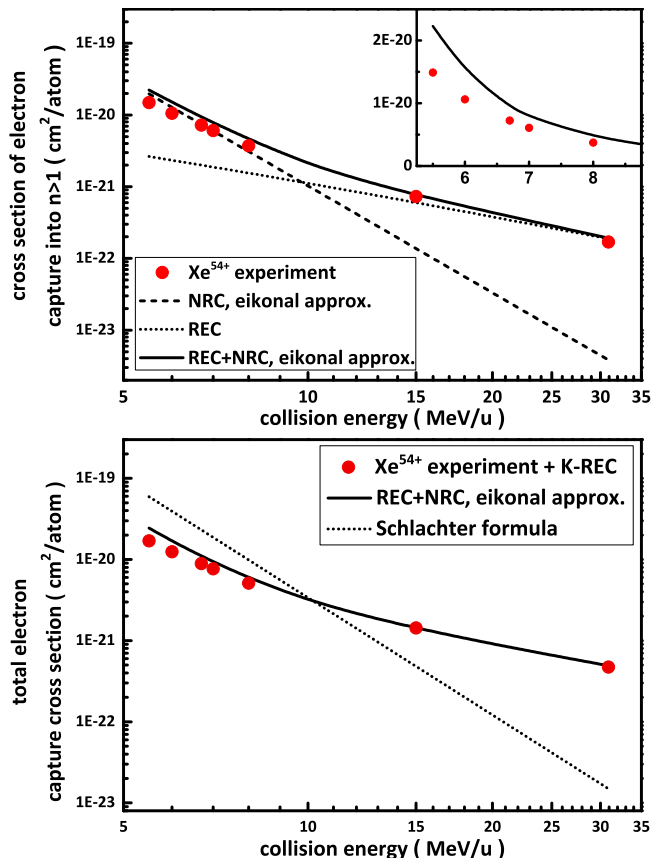 cross section of electron
capture into n>1 ( cm²/atom)
1E-19
1E-20
1E-21
1E-22
1E-23
2E-20
1E-20
0
6 7 8
Xe⁵⁴⁺ experiment
NRC, eikonal approx.
REC
REC+NRC, eikonal approx.
5 10 15 20 25 30 35
collision energy ( MeV/u )
total electron
capture cross section ( cm²/atom)
1E-19
1E-20
1E-21
1E-22
1E-23
Xe⁵⁴⁺ experiment + K-REC
REC+NRC, eikonal approx.
Schlachter formula
5 10 15 20 25 30 35
collision energy ( MeV/u )